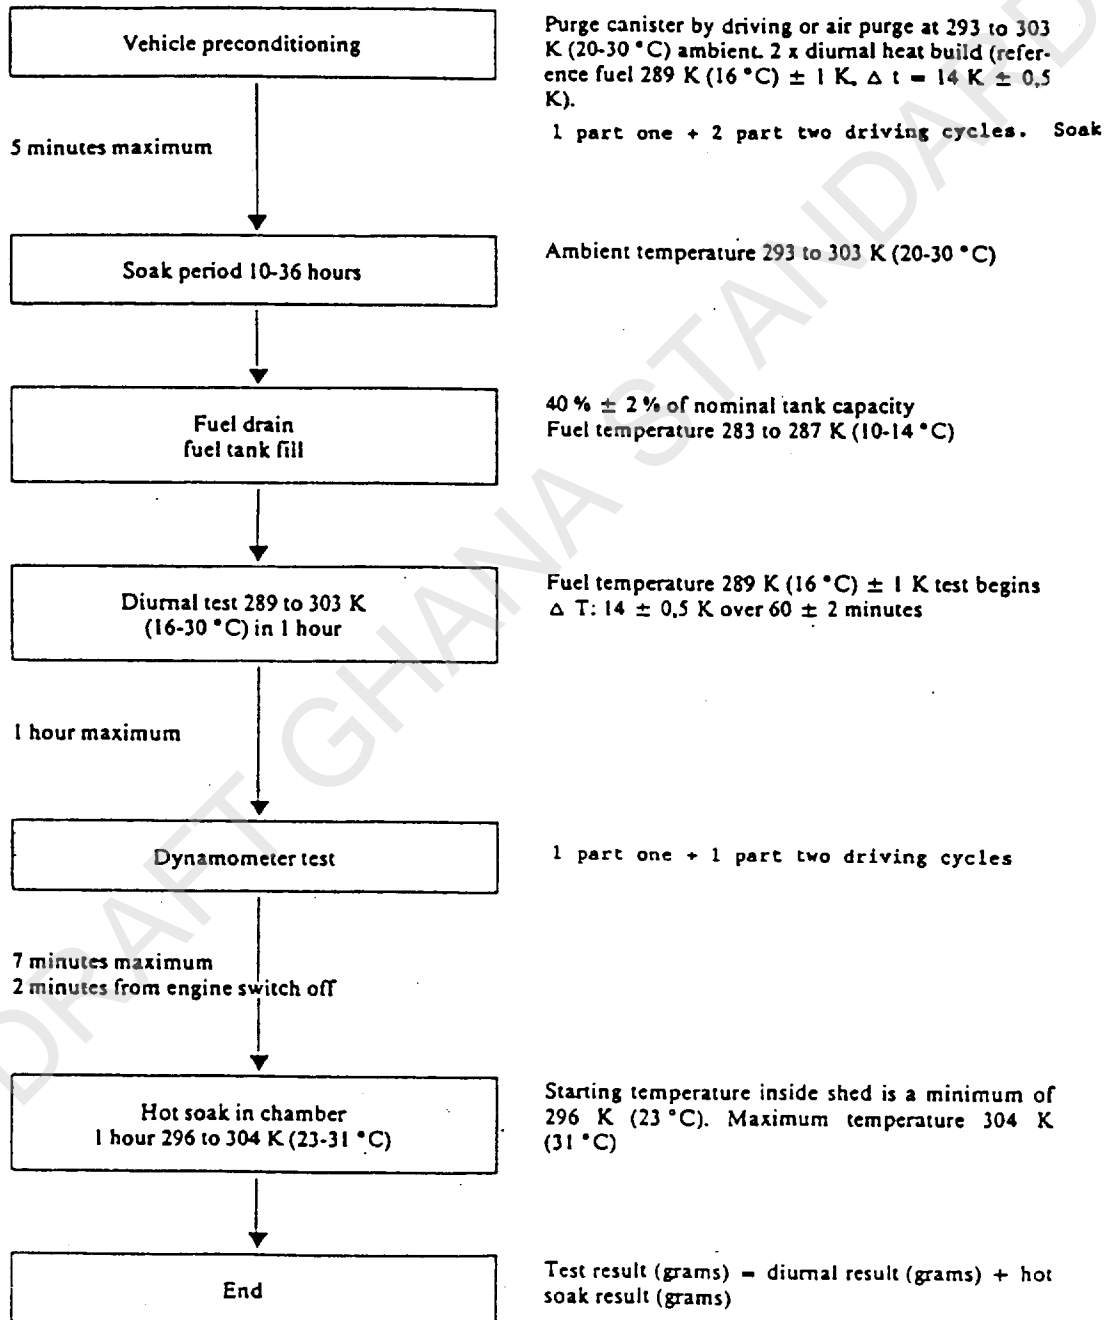 Vehicle preconditioning
Purge canister by driving or air purge at 293 to 303
K (20-30 °C) ambient. 2 x diurnal heat build (refer-
ence fuel 289 K (16 °C) ± 1 K, Δ t = 14 K ± 0,5
K).
1 part one + 2 part two driving cycles. Soak
5 minutes maximum
Soak period 10-36 hours
Ambient temperature 293 to 303 K (20-30 °C)
Fuel drain
fuel tank fill
40 % ± 2 % of nominal tank capacity
Fuel temperature 283 to 287 K (10-14 °C)
Diurnal test 289 to 303 K
(16-30 °C) in 1 hour
Fuel temperature 289 K (16 °C) ± 1 K test begins
Δ T: 14 ± 0,5 K over 60 ± 2 minutes
1 hour maximum
Dynamometer test
1 part one + 1 part two driving cycles
7 minutes maximum
2 minutes from engine switch off
Hot soak in chamber
1 hour 296 to 304 K (23-31 °C)
Starting temperature inside shed is a minimum of
296 K (23 °C). Maximum temperature 304 K
(31 °C)
End
Test result (grams) = diurnal result (grams) + hot
soak result (grams)
DRAFT GHANA STANDARD